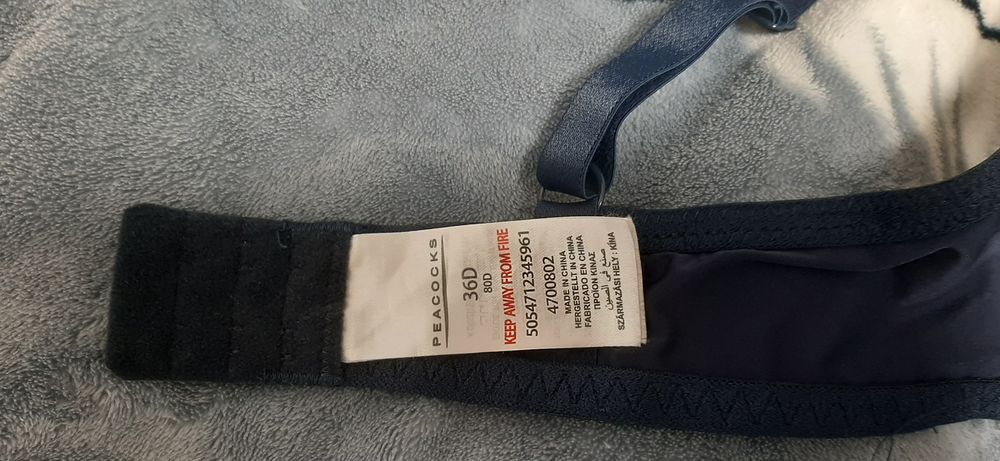 PEACOCKS
36D
80D
KEEP AWAY FROM FIRE
5054712345961
4700802
MADE IN CHINA
HERGESTELLT IN CHINA
FABRICADO EN CHINA
ΠΡΟΪΟΝ ΚΙΝΑΣ
صنع في الصين
SZÁRMAZÁSI HELY : KÍNA